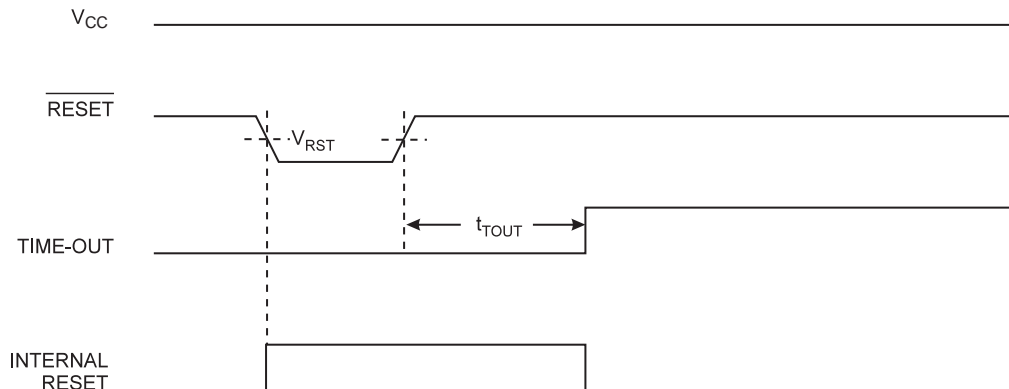 VCC
RESET
VRST
tTOUT
TIME-OUT
INTERNAL
RESET